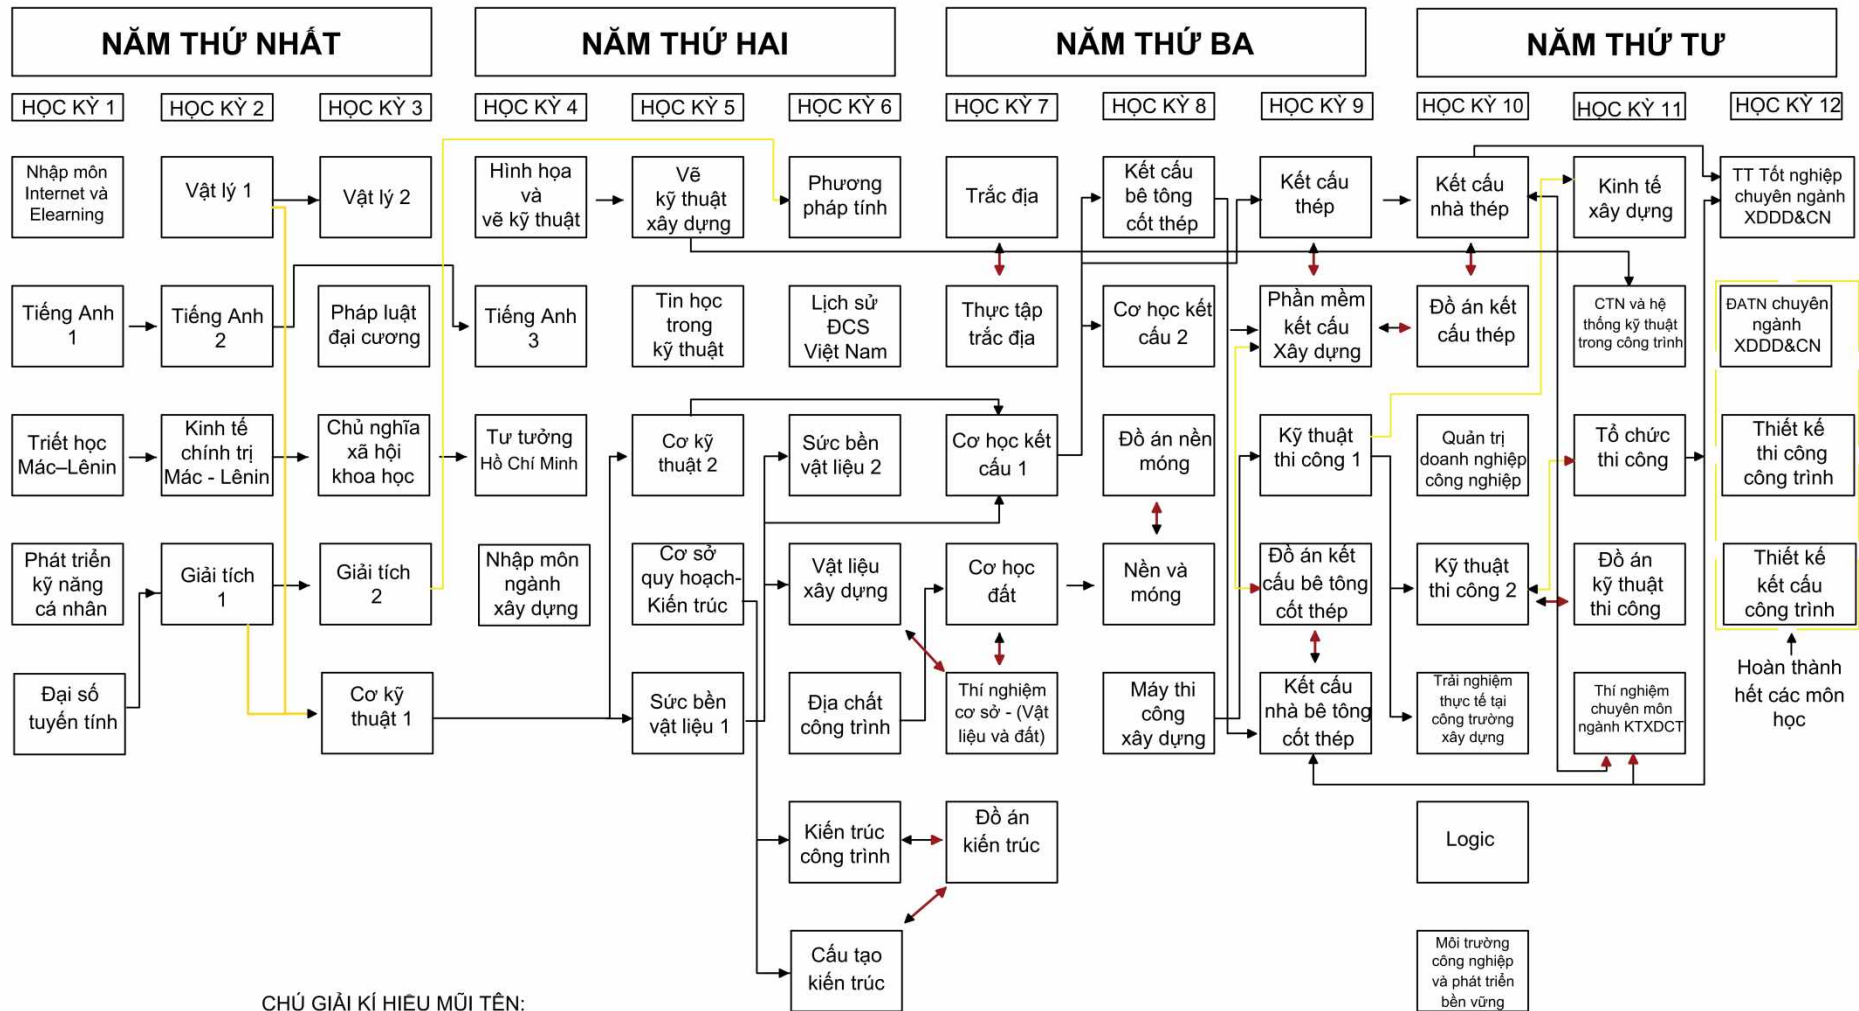 NĂM THỨ NHẤT
NĂM THỨ HAI
NĂM THỨ BA
NĂM THỨ TƯ
HỌC KỲ 1
HỌC KỲ 2
HỌC KỲ 3
HỌC KỲ 4
HỌC KỲ 5
HỌC KỲ 6
HỌC KỲ 7
HỌC KỲ 8
HỌC KỲ 9
HỌC KỲ 10
HỌC KỲ 11
HỌC KỲ 12
Nhập môn
Internet và
Elearning
Vật lý 1
Vật lý 2
Hình họa
và
vẽ kỹ thuật
Vẽ
kỹ thuật
xây dựng
Phương
pháp tính
Trắc địa
Kết cấu
bê tông
cốt thép
Kết cấu
thép
Kết cấu
nhà thép
Kinh tế
xây dựng
TT Tốt nghiệp
chuyên ngành
XDDD&CN
Tiếng Anh
1
Tiếng Anh
2
Pháp luật
đại cương
Tiếng Anh
3
Tin học
trong
kỹ thuật
Lịch sử
ĐCS
Việt Nam
Thực tập
trắc địa
Cơ học kết
cấu 2
Phần mềm
kết cấu
Xây dựng
Đồ án kết
cấu thép
CTN và hệ
thống kỹ thuật
trong công trình
ĐATN chuyên
ngành
XDDD&CN
Triết học
Mác–Lênin
Kinh tế
chính trị
Mác - Lênin
Chủ nghĩa
xã hội
khoa học
Tư tưởng
Hồ Chí Minh
Cơ kỹ
thuật 2
Sức bền
vật liệu 2
Cơ học kết
cấu 1
Đồ án nền
móng
Kỹ thuật
thi công 1
Quản trị
doanh nghiệp
công nghiệp
Tổ chức
thi công
Thiết kế
thi công
công trình
Phát triển
kỹ năng
cá nhân
Giải tích
1
Giải tích
2
Nhập môn
ngành
xây dựng
Cơ sở
quy hoạch-
Kiến trúc
Vật liệu
xây dựng
Cơ học
đất
Nền và
móng
Đồ án kết
cấu bê tông
cốt thép
Kỹ thuật
thi công 2
Đồ án
kỹ thuật
thi công
Thiết kế
kết cấu
công trình
Đại số
tuyến tính
Cơ kỹ
thuật 1
Sức bền
vật liệu 1
Địa chất
công trình
Thí nghiệm
cơ sở - (Vật
liệu và đất)
Máy thi
công
xây dựng
Kết cấu
nhà bê tông
cốt thép
Trải nghiệm
thực tế tại
công trường
xây dựng
Thí nghiệm
chuyên môn
ngành KTXDCT
Hoàn thành
hết các môn
học
Kiến trúc
công trình
Đồ án
kiến trúc
Logic
Cấu tạo
kiến trúc
Môi trường
công nghiệp
và phát triển
bền vững
CHÚ GIẢI KÍ HIỆU MŨI TÊN: